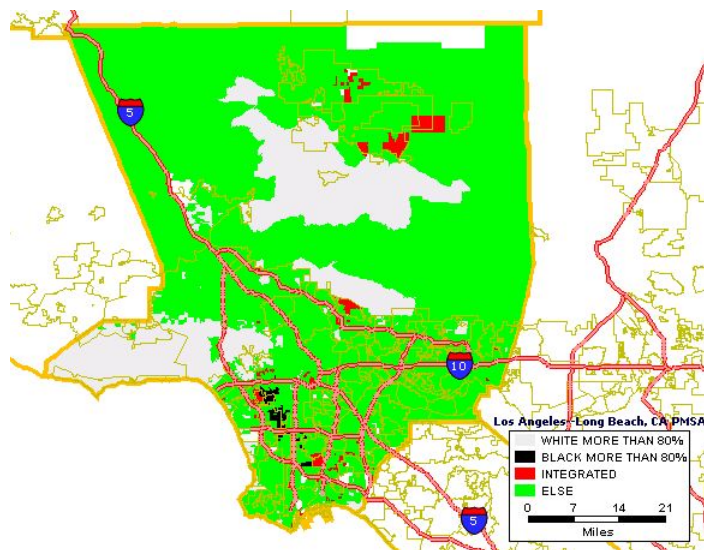 5
10
Los Angeles--Long Beach, CA PMSA
WHITE MORE THAN 80%
BLACK MORE THAN 80%
INTEGRATED
ELSE
0 7 14 21
Miles
5